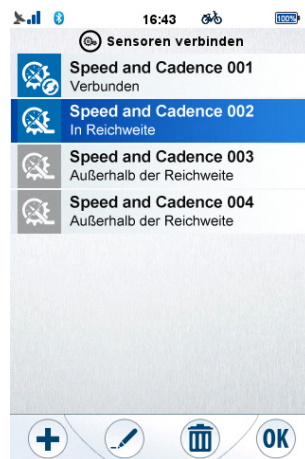 16:43 100%
Sensoren verbinden
Speed and Cadence 001
Verbunden
Speed and Cadence 002
In Reichweite
Speed and Cadence 003
Außerhalb der Reichweite
Speed and Cadence 004
Außerhalb der Reichweite
OK